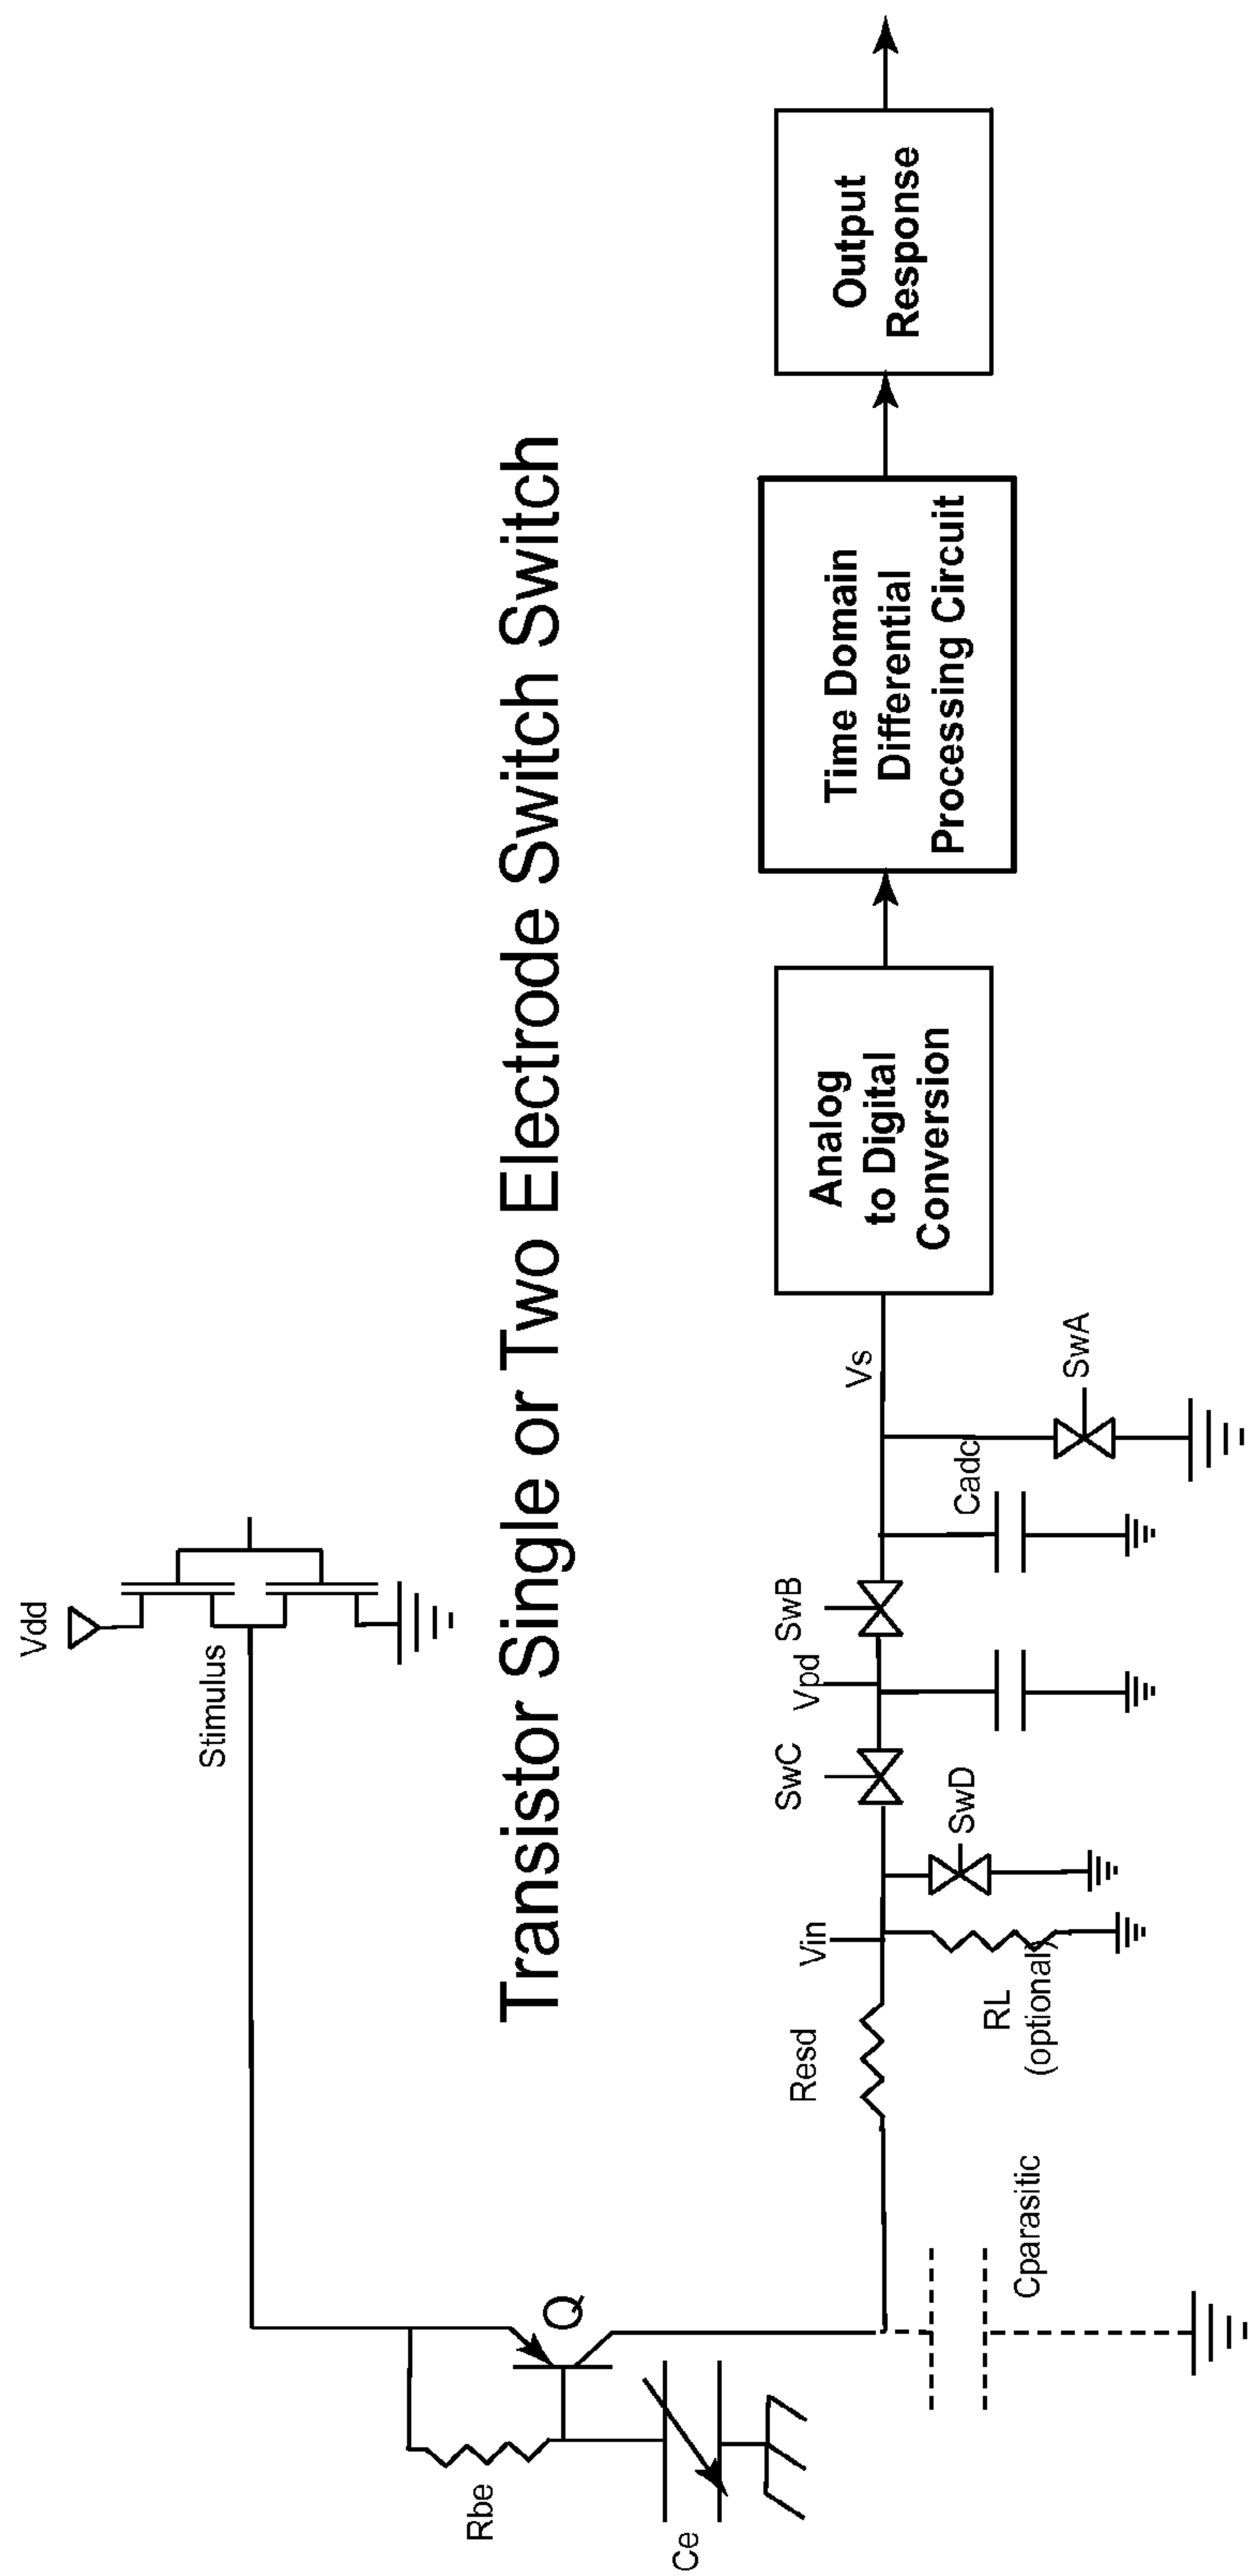 Vdd
Stimulus
Transistor Single or Two Electrode Switch Switch
Rbe
Q
Ce
Cparasitic
Resd
Vin
RL
(optional)
SwD
SwC
Vpd
SwB
Cadc
Vs
SwA
Analog
to Digital
Conversion
Time Domain
Differential
Processing Circuit
Output
Response